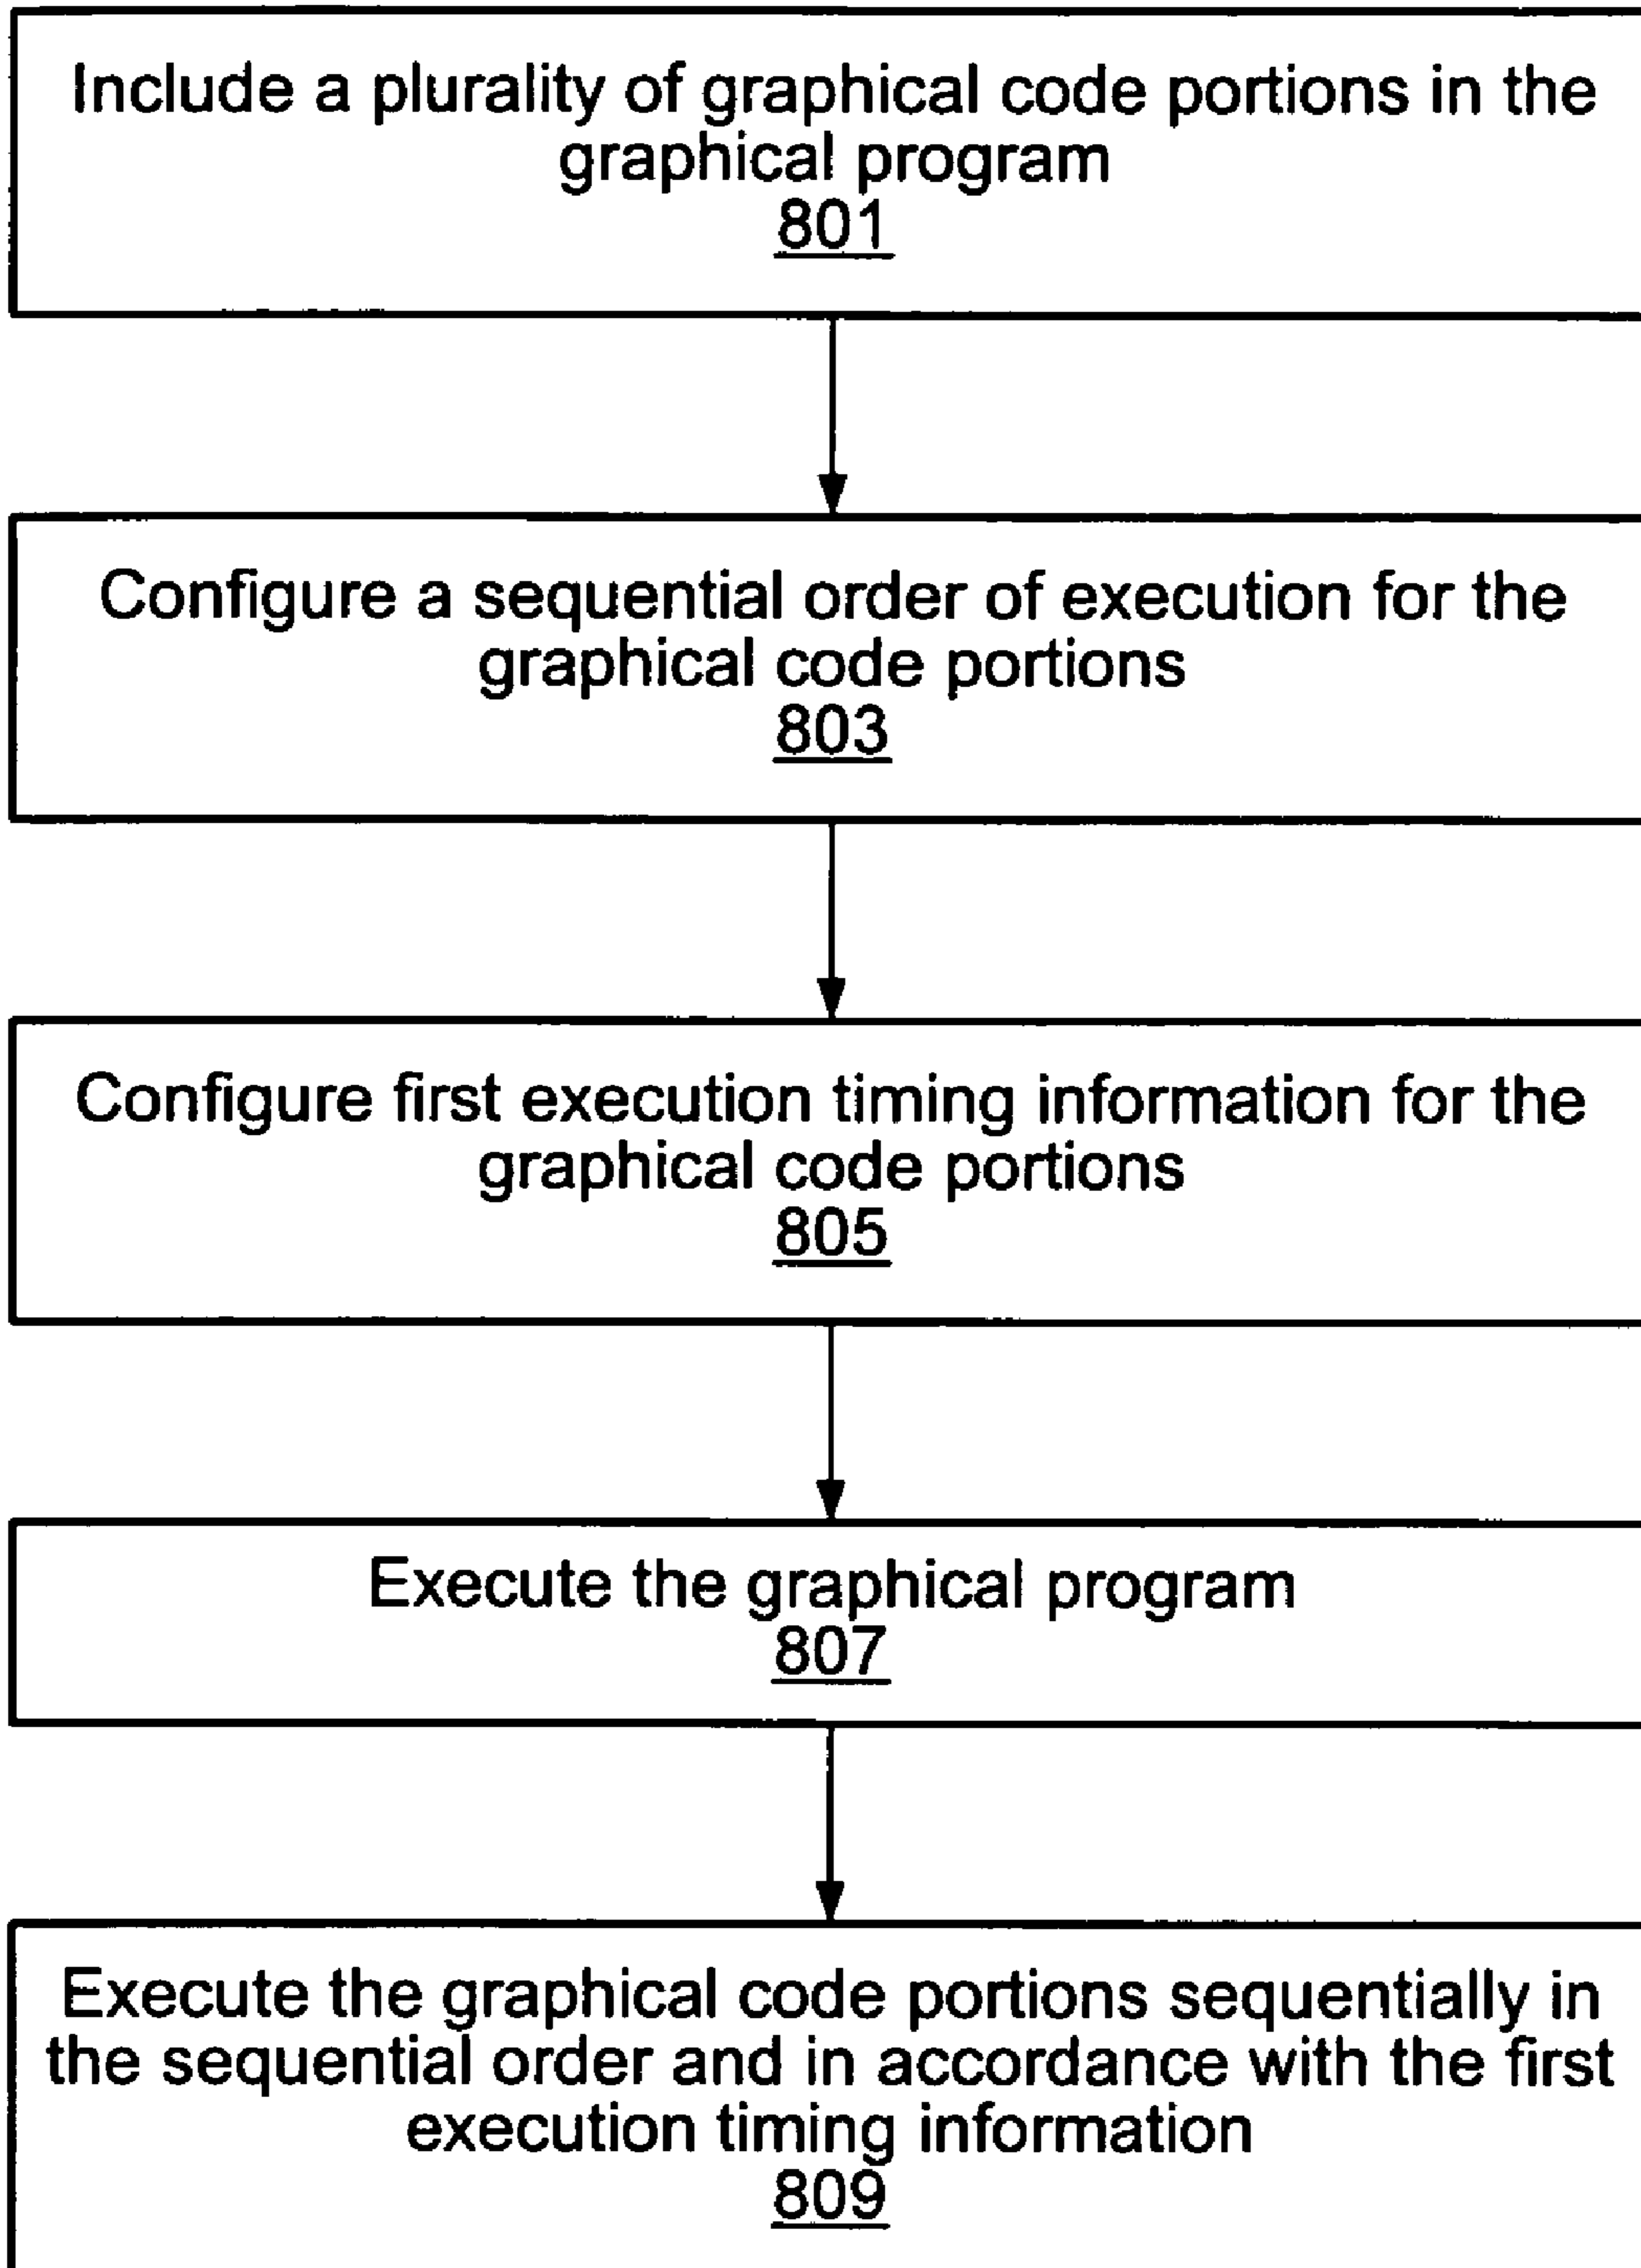 Include a plurality of graphical code portions in the
graphical program
801
Configure a sequential order of execution for the
graphical code portions
803
Configure first execution timing information for the
graphical code portions
805
Execute the graphical program
807
Execute the graphical code portions sequentially in
the sequential order and in accordance with the first
execution timing information
809